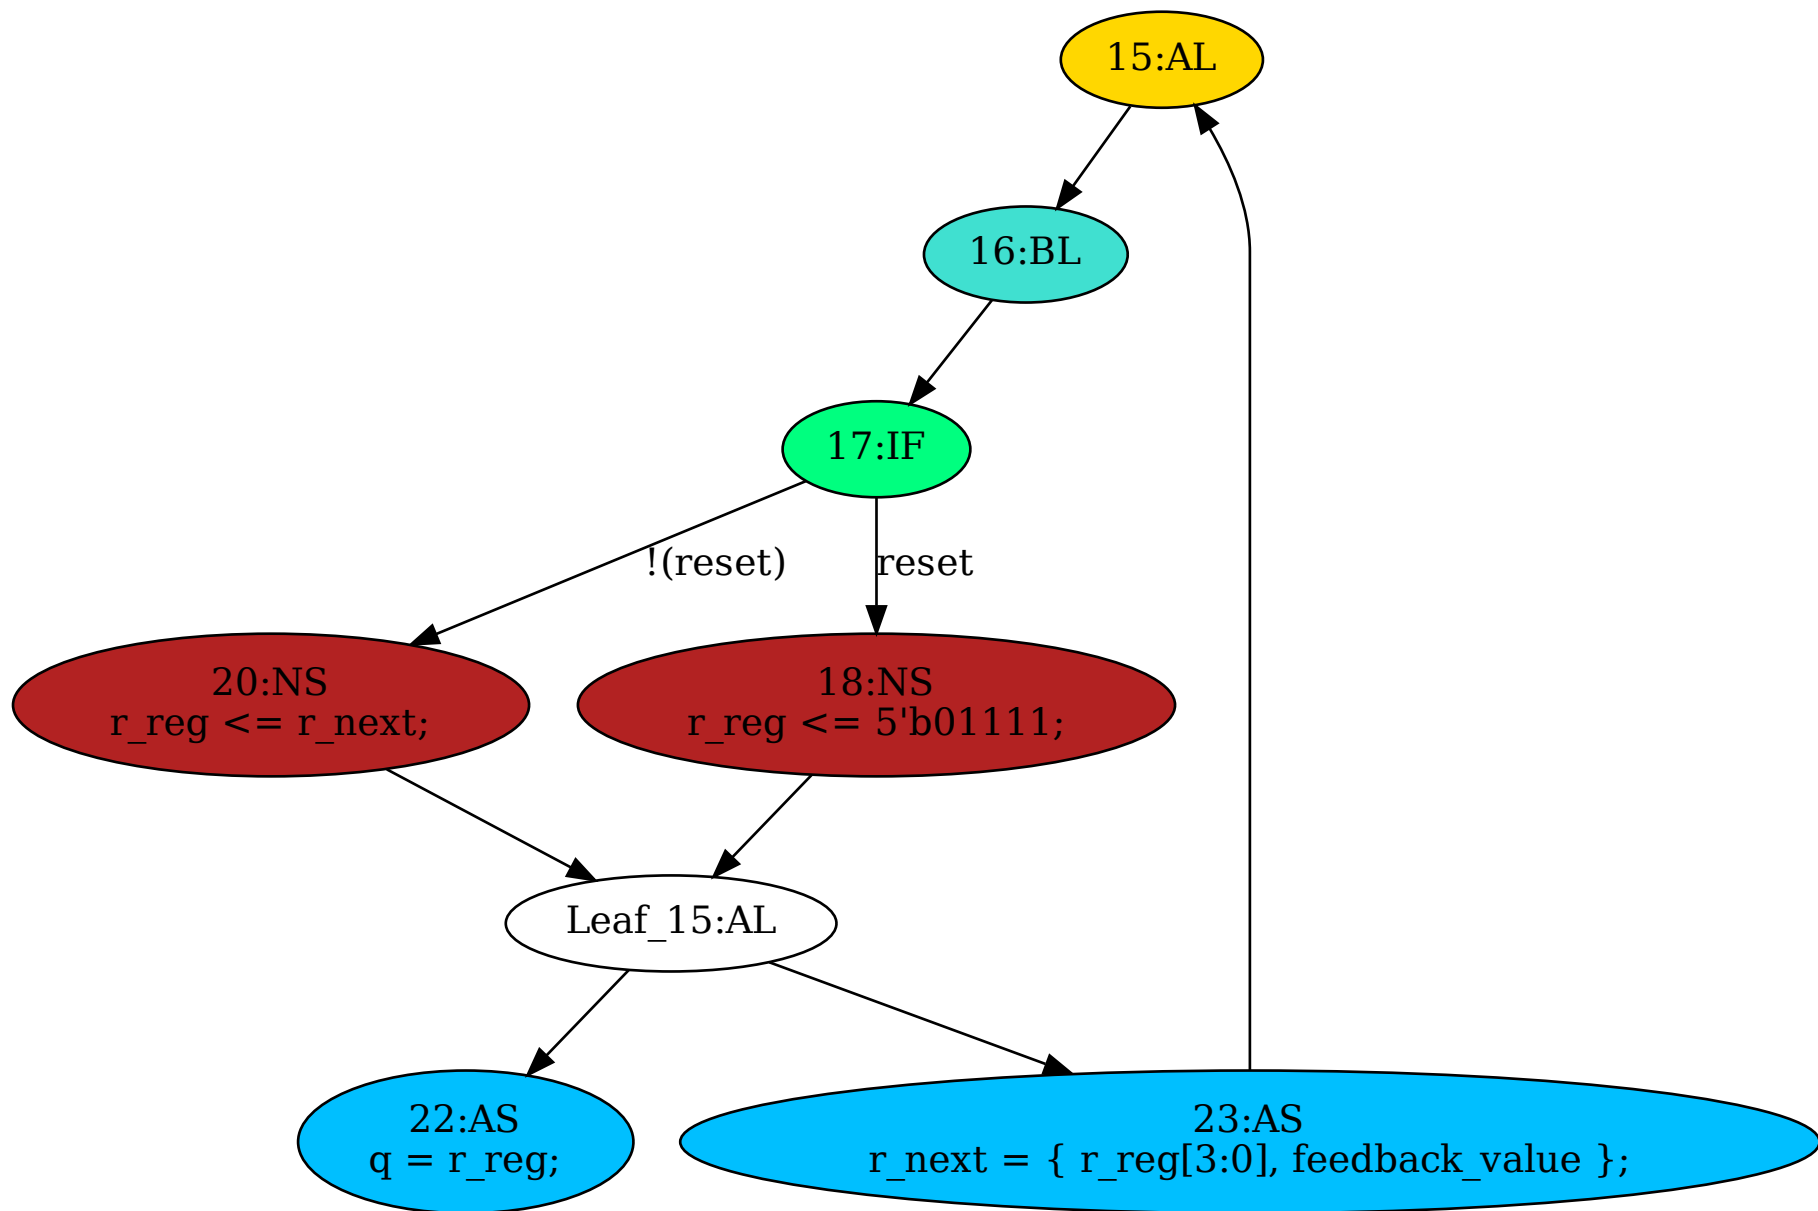 15:AL
16:BL
17:IF
!(reset)
reset
20:NS
r_reg <= r_next;
18:NS
r_reg <= 5'b01111;
Leaf_15:AL
22:AS
q = r_reg;
23:AS
r_next = { r_reg[3:0], feedback_value };